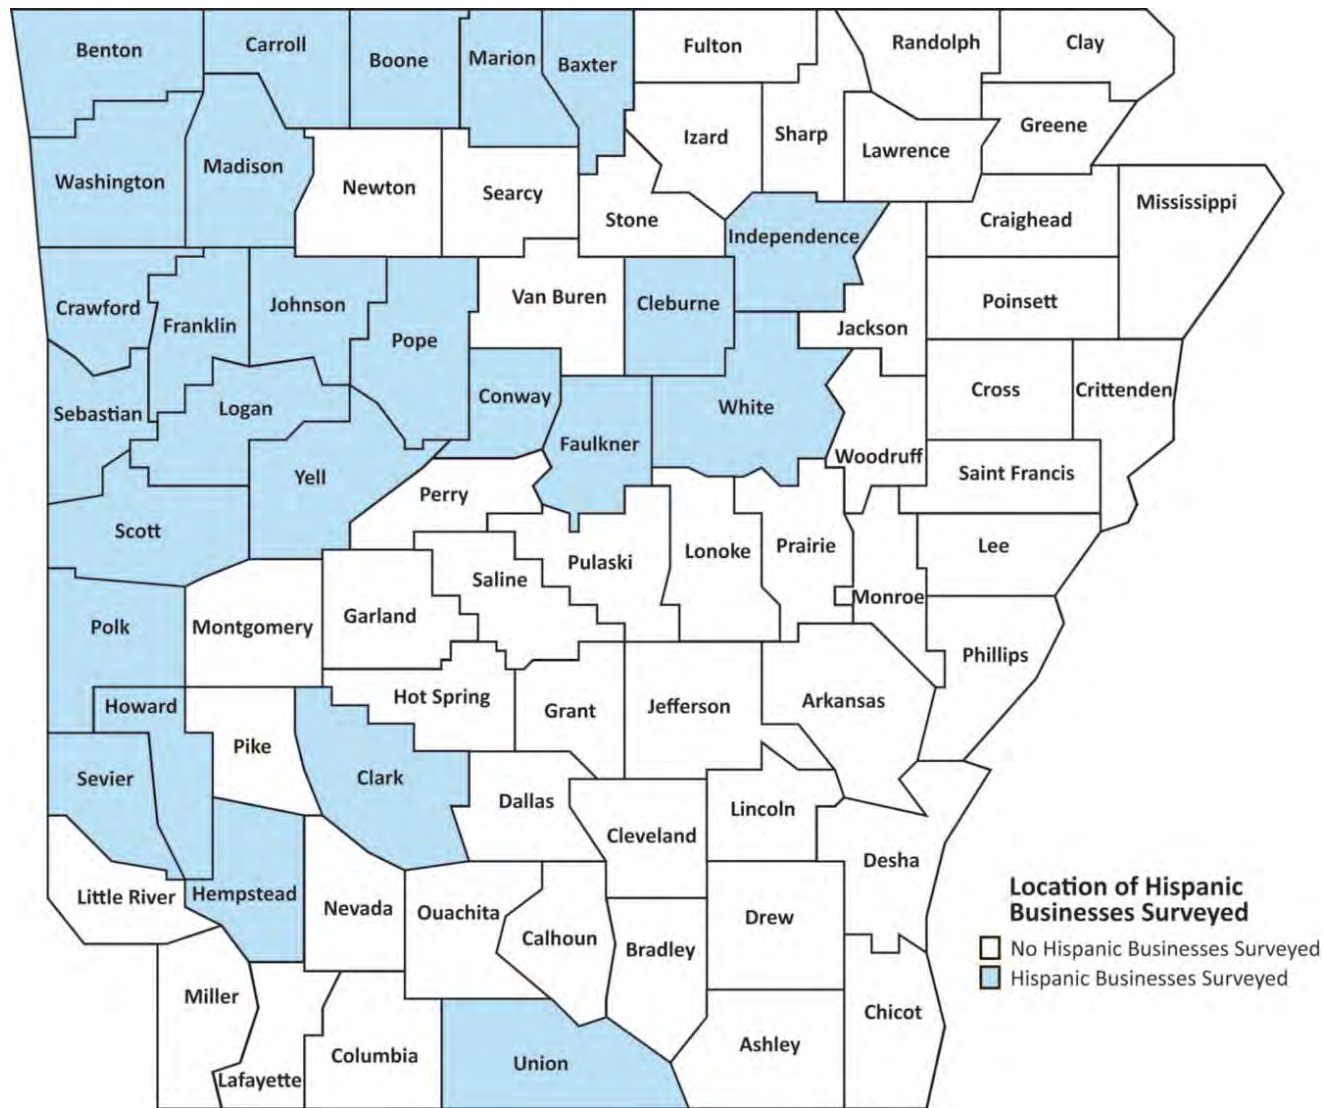 Benton
Carroll
Boone
Marion
Baxter
Fulton
Randolph
Clay
Washington
Madison
Newton
Searcy
Stone
Izard
Sharp
Lawrence
Greene
Independence
Craighead
Mississippi
Crawford
Franklin
Johnson
Pope
Van Buren
Cleburne
Jackson
Poinsett
Sebastian
Logan
Conway
Faulkner
White
Woodruff
Cross
Crittenden
Yell
Perry
Saint Francis
Scott
Saline
Pulaski
Lonoke
Prairie
Monroe
Lee
Polk
Montgomery
Garland
Phillips
Howard
Pike
Hot Spring
Grant
Jefferson
Arkansas
Sevier
Clark
Dallas
Cleveland
Lincoln
Desha
Little River
Hempstead
Nevada
Ouachita
Calhoun
Bradley
Drew
Miller
Lafayette
Columbia
Union
Ashley
Chicot
Location of Hispanic
Businesses Surveyed
No Hispanic Businesses Surveyed
Hispanic Businesses Surveyed